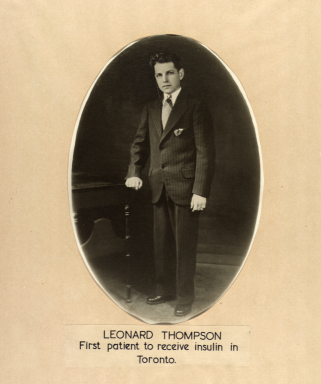 LEONARD THOMPSON
First patient to receive insulin in
Toronto.